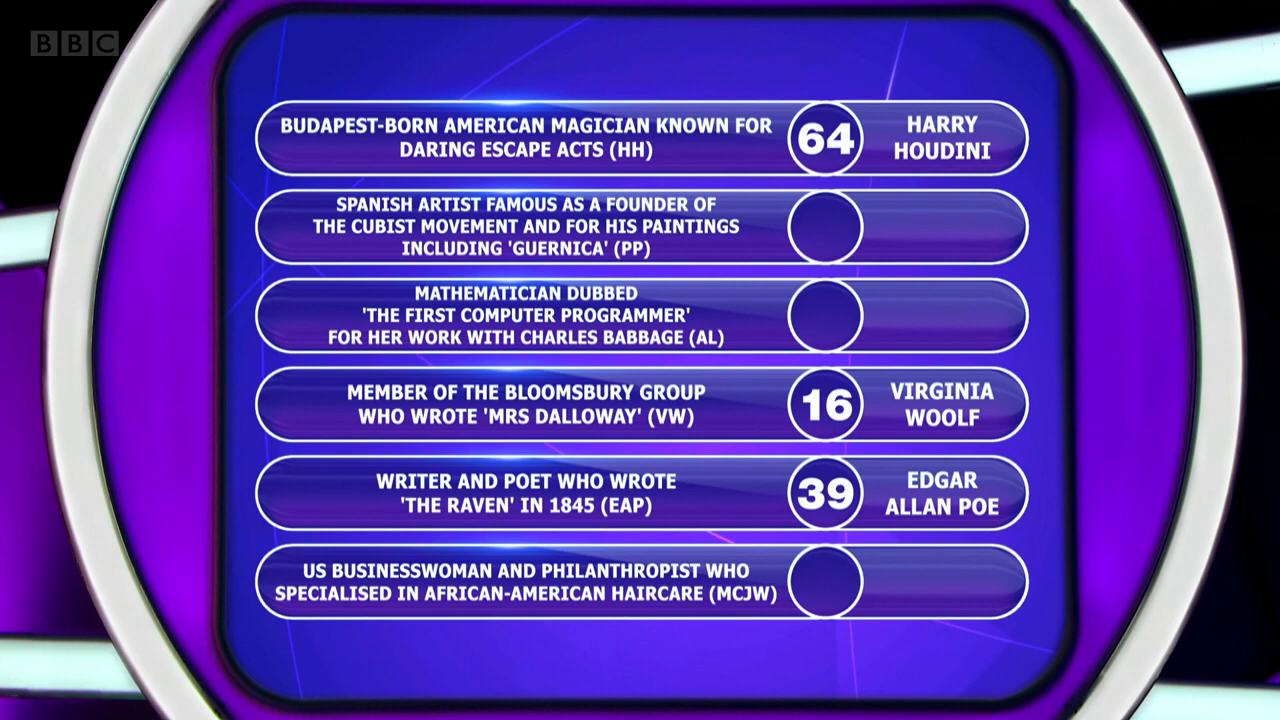 BBC
BUDAPEST-BORN AMERICAN MAGICIAN KNOWN FOR
DARING ESCAPE ACTS (HH)
64
HARRY
HOUDINI
SPANISH ARTIST FAMOUS AS A FOUNDER OF
THE CUBIST MOVEMENT AND FOR HIS PAINTINGS
INCLUDING 'GUERNICA' (PP)
MATHEMATICIAN DUBBED
'THE FIRST COMPUTER PROGRAMMER'
FOR HER WORK WITH CHARLES BABBAGE (AL)
MEMBER OF THE BLOOMSBURY GROUP
WHO WROTE 'MRS DALLOWAY' (VW)
16
VIRGINIA
WOOLF
WRITER AND POET WHO WROTE
'THE RAVEN' IN 1845 (EAP)
39
EDGAR
ALLAN POE
US BUSINESSWOMAN AND PHILANTHROPIST WHO
SPECIALISED IN AFRICAN-AMERICAN HAIRCARE (MCJW)